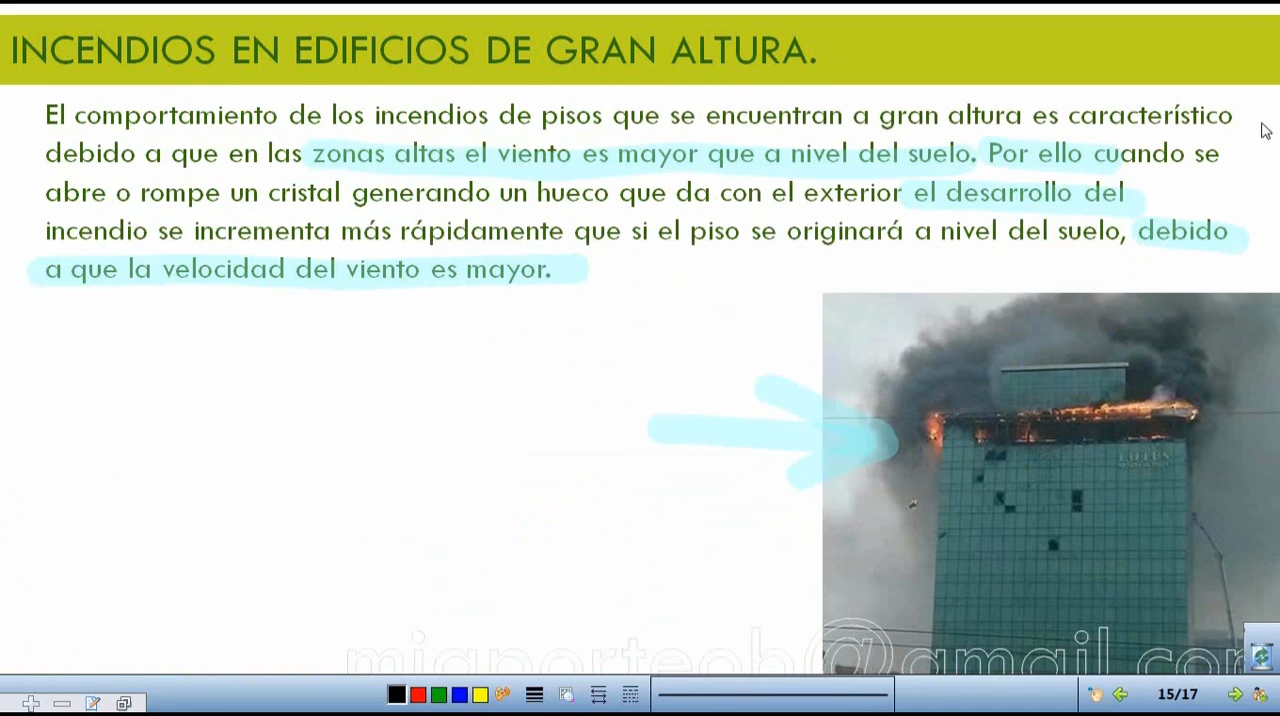 INCENDIOS EN EDIFICIOS DE GRAN ALTURA.
El comportamiento de los incendios de pisos que se encuentran a gran altura es característico
debido a que en las zonas altas el viento es mayor que a nivel del suelo. Por ello cuando se
abre o rompe un cristal generando un hueco que da con el exterior el desarrollo del
incendio se incrementa más rápidamente que si el piso se originará a nivel del suelo, debido
a que la velocidad del viento es mayor.
LOTUS
15/17